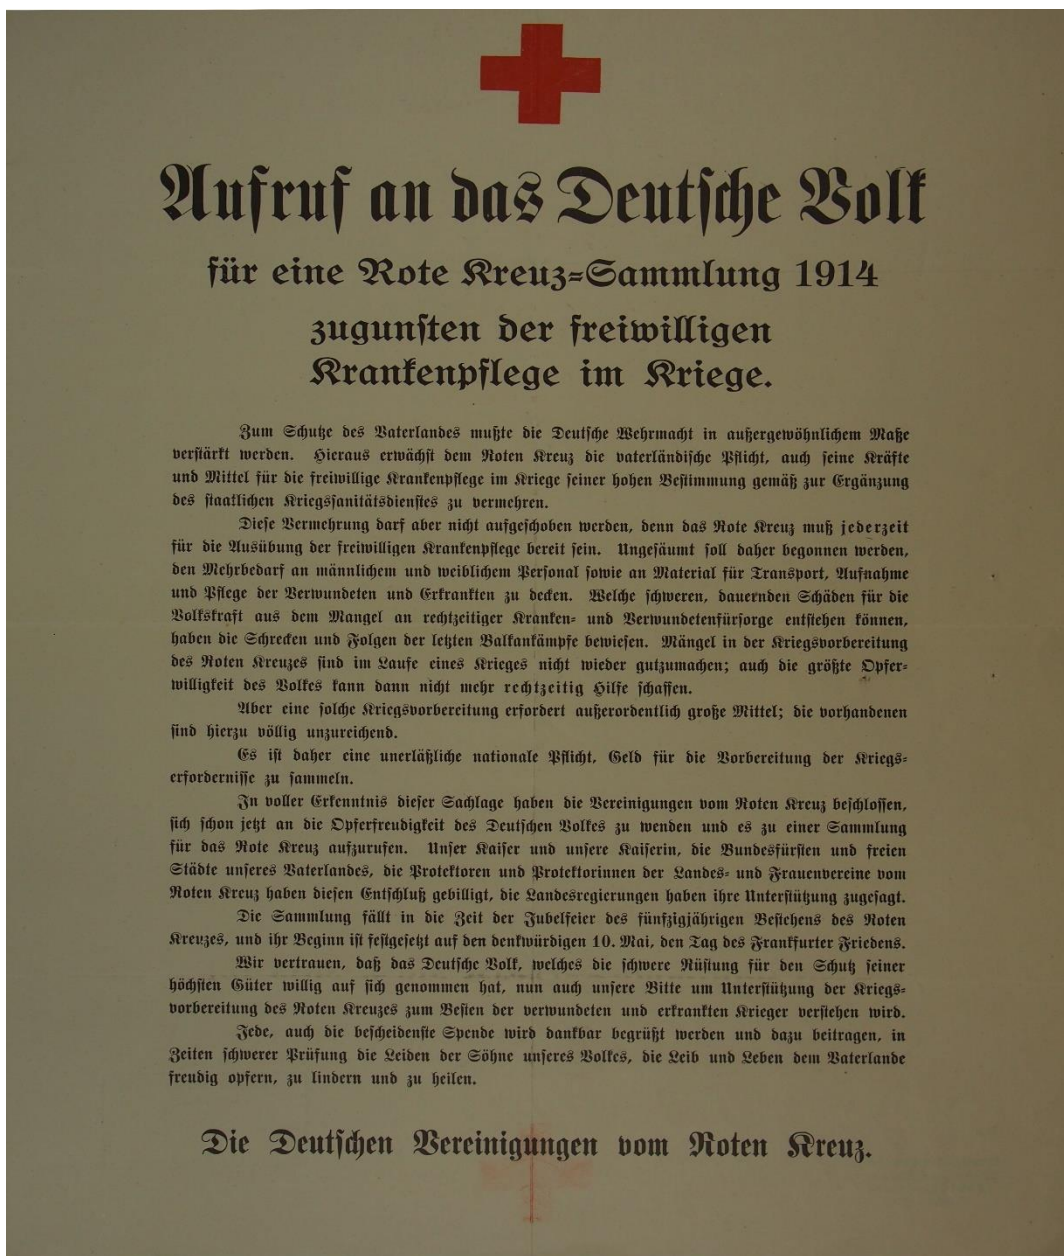 Aufruf an das Deutsche Volk
für eine Rote Kreuz=Sammlung 1914
zugunsten der freiwilligen
Krankenpflege im Kriege.
Zum Schutze des Vaterlandes mußte die Deutsche Wehrmacht in außergewöhnlichem Maße
verstärkt werden. Hieraus erwächst dem Roten Kreuz die vaterländische Pflicht, auch seine Kräfte
und Mittel für die freiwillige Krankenpflege im Kriege seiner hohen Bestimmung gemäß zur Ergänzung
des staatlichen Kriegssanitätsdienstes zu vermehren.
Diese Vermehrung darf aber nicht aufgeschoben werden, denn das Rote Kreuz muß jederzeit
für die Ausübung der freiwilligen Krankenpflege bereit sein. Ungesäumt soll daher begonnen werden,
den Mehrbedarf an männlichem und weiblichem Personal sowie an Material für Transport, Aufnahme
und Pflege der Verwundeten und Erkrankten zu decken. Welche schweren, dauernden Schäden für die
Volkskraft aus dem Mangel an rechtzeitiger Kranken= und Verwundetenfürsorge entstehen können,
haben die Schrecken und Folgen der letzten Balkankämpfe bewiesen. Mängel in der Kriegsvorbereitung
des Roten Kreuzes sind im Laufe eines Krieges nicht wieder gutzumachen; auch die größte Opfer=
willigkeit des Volkes kann dann nicht mehr rechtzeitig Hilfe schaffen.
Aber eine solche Kriegsvorbereitung erfordert außerordentlich große Mittel; die vorhandenen
sind hierzu völlig unzureichend.
Es ist daher eine unerläßliche nationale Pflicht, Geld für die Vorbereitung der Kriegs=
erfordernisse zu sammeln.
In voller Erkenntnis dieser Sachlage haben die Vereinigungen vom Roten Kreuz beschlossen,
sich schon jetzt an die Opferfreudigkeit des Deutschen Volkes zu wenden und es zu einer Sammlung
für das Rote Kreuz aufzurufen. Unser Kaiser und unsere Kaiserin, die Bundesfürsten und freien
Städte unseres Vaterlandes, die Protektoren und Protektorinnen der Landes= und Frauenvereine vom
Roten Kreuz haben diesen Entschluß gebilligt, die Landesregierungen haben ihre Unterstützung zugesagt.
Die Sammlung fällt in die Zeit der Jubelfeier des fünfzigjährigen Bestehens des Roten
Kreuzes, und ihr Beginn ist festgesetzt auf den denkwürdigen 10. Mai, den Tag des Frankfurter Friedens.
Wir vertrauen, daß das Deutsche Volk, welches die schwere Rüstung für den Schutz seiner
höchsten Güter willig auf sich genommen hat, nun auch unsere Bitte um Unterstützung der Kriegs=
vorbereitung des Roten Kreuzes zum Besten der verwundeten und erkrankten Krieger verstehen wird.
Jede, auch die bescheidenste Spende wird dankbar begrüßt werden und dazu beitragen, in
Zeiten schwerer Prüfung die Leiden der Söhne unseres Volkes, die Leib und Leben dem Vaterlande
freudig opfern, zu lindern und zu heilen.
Die Deutschen Vereinigungen vom Roten Kreuz.